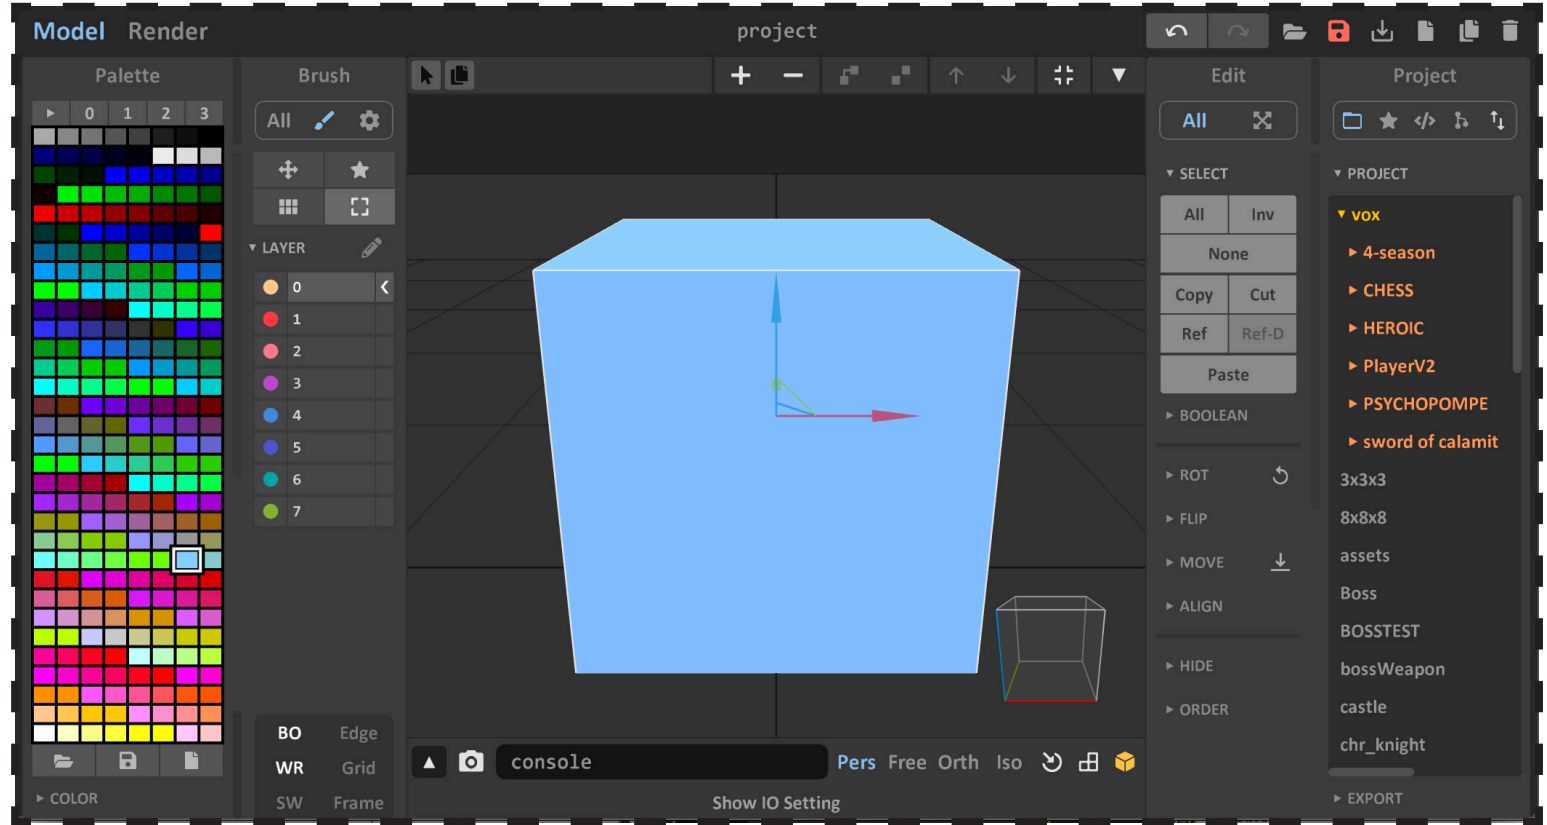 Model Render project
Palette
0 1 2 3
COLOR
Brush
All
LAYER
0
1
2
3
4
5
6
7
BO Edge
WR Grid
SW Frame
console Pers Free Orth Iso
Show IO Setting
Edit
All
SELECT
All Inv
None
Copy Cut
Ref Ref-D
Paste
BOOLEAN
ROT
FLIP
MOVE
ALIGN
HIDE
ORDER
Project
PROJECT
vox
4-season
CHESS
HEROIC
PlayerV2
PSYCHOPOMPE
sword of calamit
3x3x3
8x8x8
assets
Boss
BOSSTEST
bossWeapon
castle
chr_knight
EXPORT